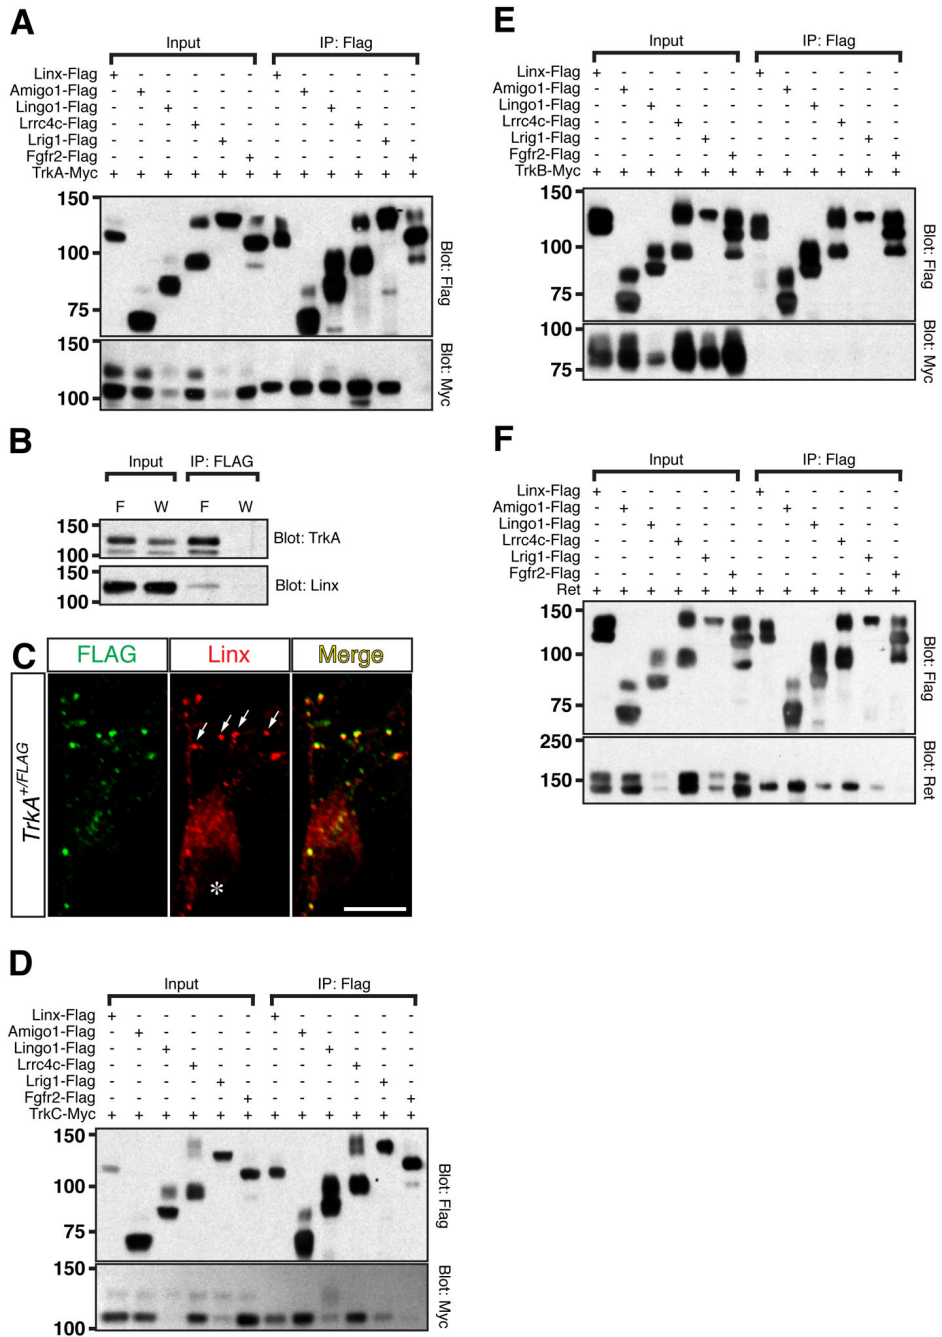 A
Input IP: Flag
Linx-Flag + - - - - - + - - - - -
Amigo1-Flag - + - - - - - + - - - -
Lingo1-Flag - - + - - - - - + - - -
Lrrc4c-Flag - - - + - - - - - + - -
Lrig1-Flag - - - - + - - - - - + -
Fgfr2-Flag - - - - - + - - - - - +
TrkA-Myc + + + + + + + + + + + +
150
100
75
Blot: Flag
150
100
Blot: Myc
B
Input IP: FLAG
F W F W
150
100
Blot: TrkA
150
100
Blot: Linx
C
FLAG Linx Merge
TrkA+/FLAG
*
D
Input IP: Flag
Linx-Flag + - - - - - + - - - - -
Amigo1-Flag - + - - - - - + - - - -
Lingo1-Flag - - + - - - - - + - - -
Lrrc4c-Flag - - - + - - - - - + - -
Lrig1-Flag - - - - + - - - - - + -
Fgfr2-Flag - - - - - + - - - - - +
TrkC-Myc + + + + + + + + + + + +
150
100
75
Blot: Flag
150
100
Blot: Myc
E
Input IP: Flag
Linx-Flag + - - - - - + - - - - -
Amigo1-Flag - + - - - - - + - - - -
Lingo1-Flag - - + - - - - - + - - -
Lrrc4c-Flag - - - + - - - - - + - -
Lrig1-Flag - - - - + - - - - - + -
Fgfr2-Flag - - - - - + - - - - - +
TrkB-Myc + + + + + + + + + + + +
150
100
75
Blot: Flag
100
75
Blot: Myc
F
Input IP: Flag
Linx-Flag + - - - - - + - - - - -
Amigo1-Flag - + - - - - - + - - - -
Lingo1-Flag - - + - - - - - + - - -
Lrrc4c-Flag - - - + - - - - - + - -
Lrig1-Flag - - - - + - - - - - + -
Fgfr2-Flag - - - - - + - - - - - +
Ret + + + + + + + + + + + +
150
100
75
Blot: Flag
250
150
Blot: Ret